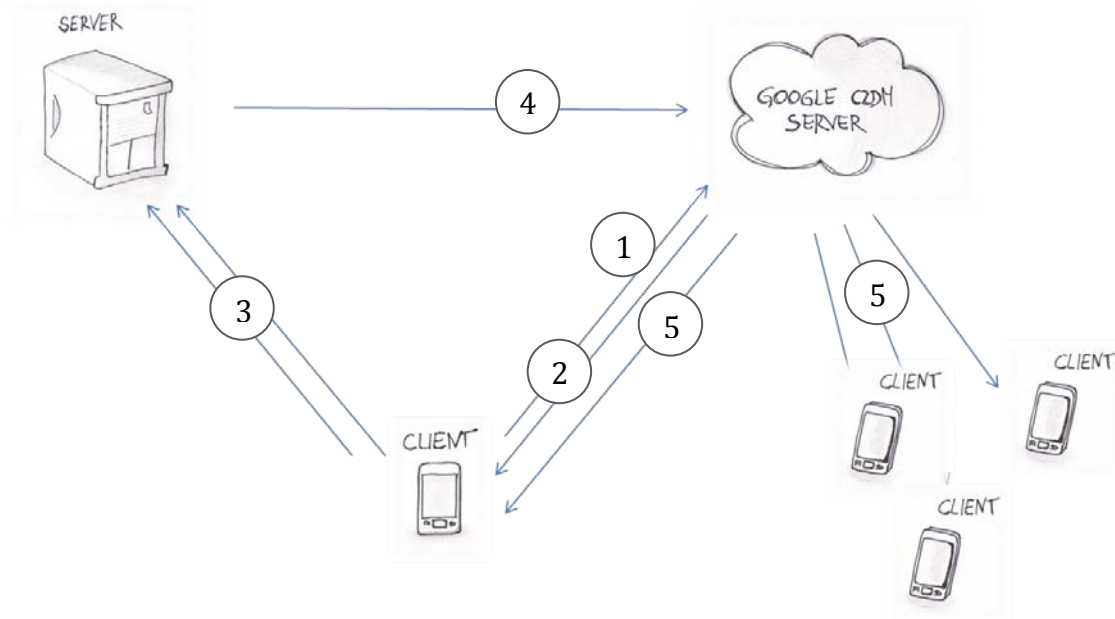 SERVER
GOOGLE C2DM
SERVER
4
1
3
5
5
2
CLIENT
CLIENT
CLIENT
CLIENT